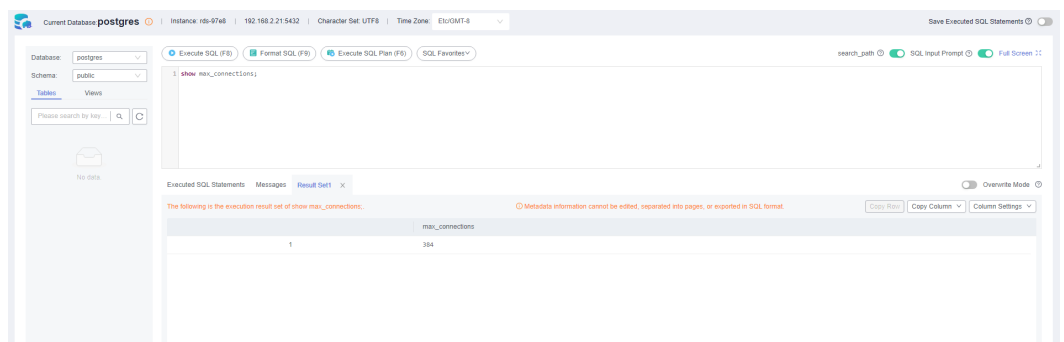 Current Database: postgres | Instance: rds-97e6 | 192.168.2.21:5432 | Character Set: UTF8 | Time Zone: Etc/GMT-8 Save Executed SQL Statements
Database: postgres
Schema: public
Tables Views
Please search by key...
No data
Execute SQL (F8) Format SQL (F9) Execute SQL Plan (F6) SQL Favorites search_path SQL Input Prompt Full Screen
1 show max_connections;
Executed SQL Statements Messages Result Set1 × Overwrite Mode
The following is the execution result set of show max_connections;. Metadata information cannot be edited, separated into pages, or exported in SQL format. Copy Row Copy Column Column Settings
max_connections
1 384